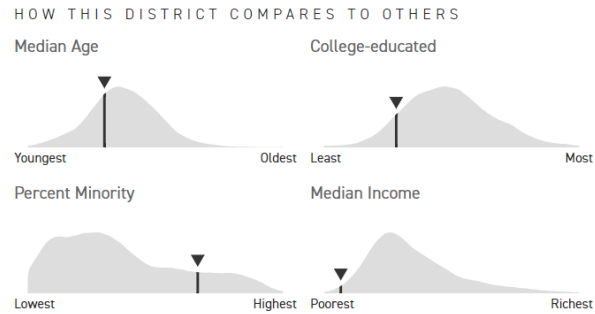 HOW THIS DISTRICT COMPARES TO OTHERS
Median Age
College-educated
Youngest
Oldest
Least
Most
Percent Minority
Median Income
Lowest
Highest
Poorest
Richest